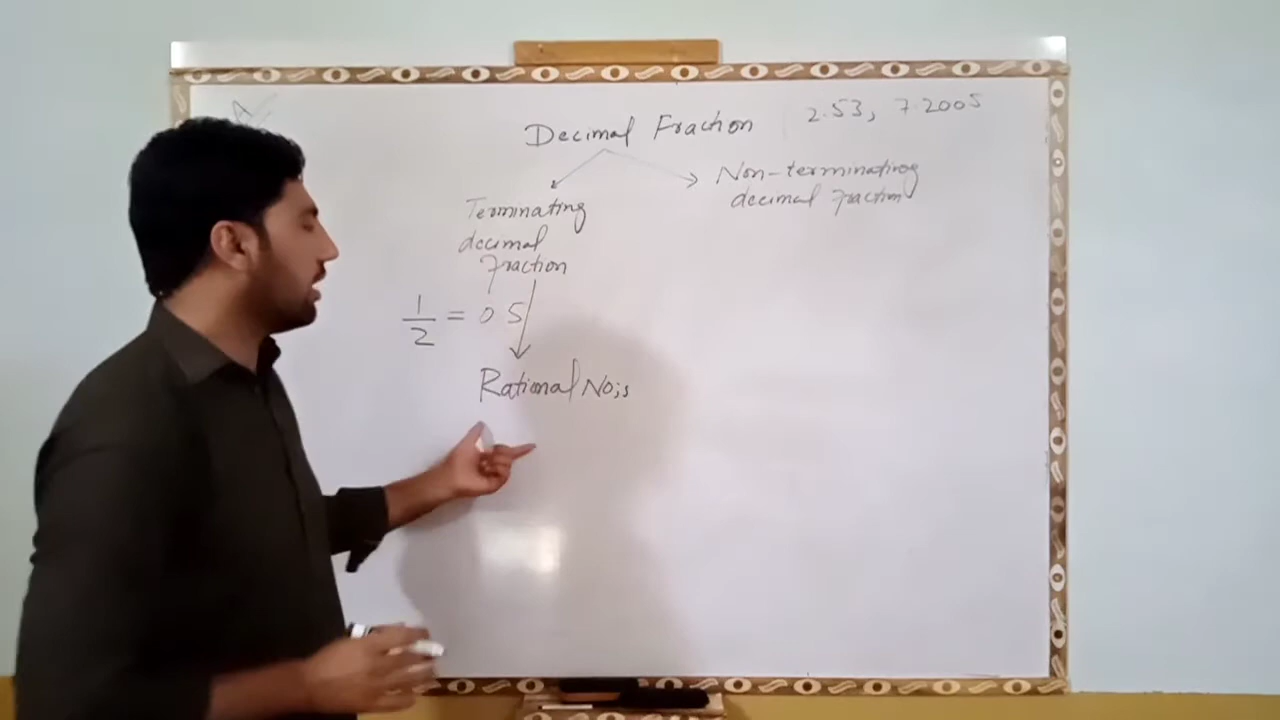 Decimal Fraction
2.53, 7.2005
Terminating
decimal
Fraction
Non-terminating
decimal Fraction
1/2 = 0.5
Rational No;s